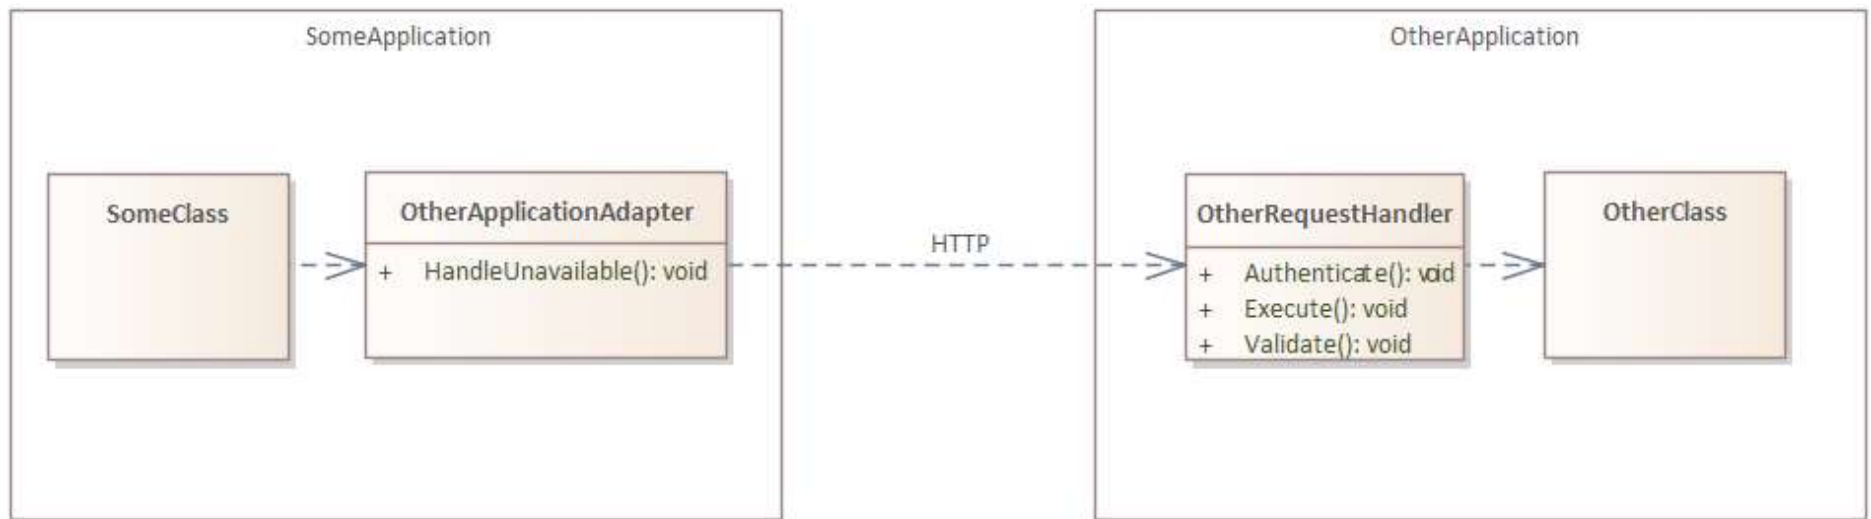 SomeApplication
OtherApplication
SomeClass
OtherApplicationAdapter
+ HandleUnavailable(): void
HTTP
OtherRequestHandler
+ Authenticate(): void
+ Execute(): void
+ Validate(): void
OtherClass